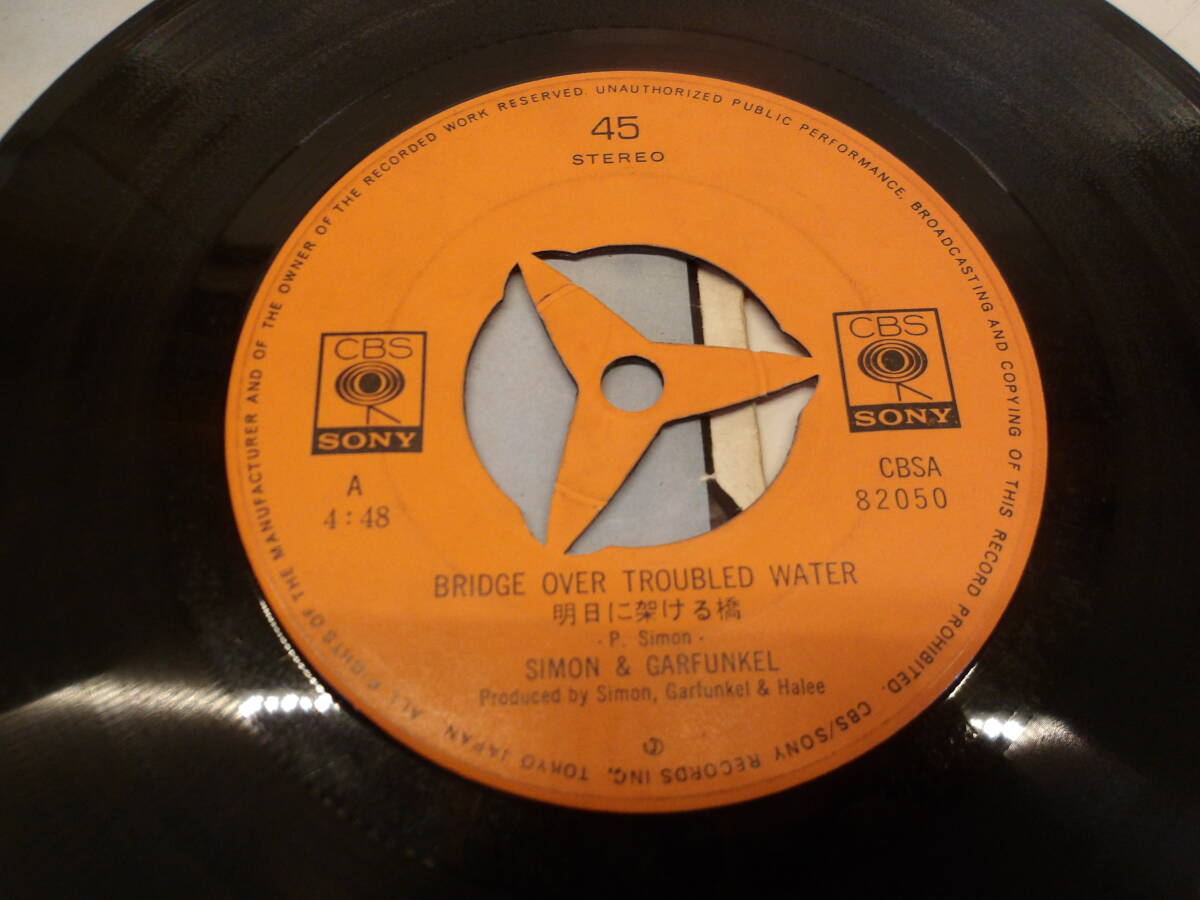 45
STEREO
CBS
SONY
CBS
SONY
A
4:48
CBSA
82050
BRIDGE OVER TROUBLED WATER
明日に架ける橋
- P. Simon -
SIMON & GARFUNKEL
Produced by Simon, Garfunkel & Halee
ALL RIGHTS OF THE MANUFACTURER AND OF THE OWNER OF THE RECORDED WORK RESERVED. UNAUTHORIZED PUBLIC PERFORMANCE, BROADCASTING AND COPYING OF THIS RECORD PROHIBITED. CBS/SONY RECORDS INC. TOKYO JAPAN